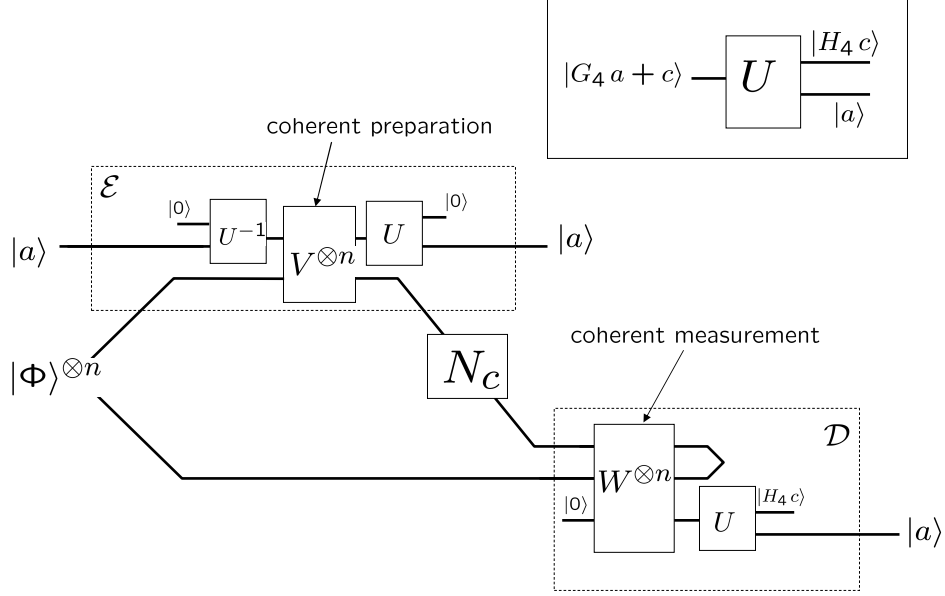 |H₄ c⟩
|G₄ a + c⟩
U
|a⟩
coherent preparation
ℰ
|0⟩
|0⟩
U⁻¹
U
|a⟩
|a⟩
V^⊗n
coherent measurement
|Φ⟩^⊗n
N_c
𝒟
W^⊗n
|0⟩
|H₄ c⟩
U
|a⟩